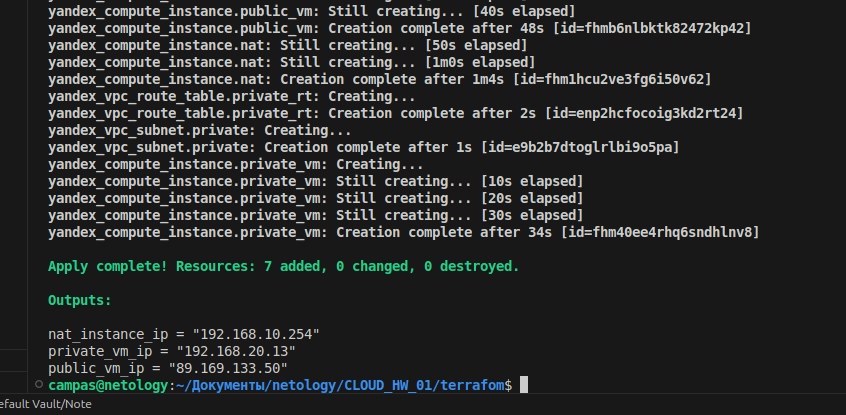 yandex_compute_instance.public_vm: Still creating... [40s elapsed]
yandex_compute_instance.public_vm: Creation complete after 48s [id=fhmb6nlbktk82472kp42]
yandex_compute_instance.nat: Still creating... [50s elapsed]
yandex_compute_instance.nat: Still creating... [1m0s elapsed]
yandex_compute_instance.nat: Creation complete after 1m4s [id=fhm1hcu2ve3fg6i50v62]
yandex_vpc_route_table.private_rt: Creating...
yandex_vpc_route_table.private_rt: Creation complete after 2s [id=enp2hcfocoig3kd2rt24]
yandex_vpc_subnet.private: Creating...
yandex_vpc_subnet.private: Creation complete after 1s [id=e9b2b7dtoglrlbi9o5pa]
yandex_compute_instance.private_vm: Creating...
yandex_compute_instance.private_vm: Still creating... [10s elapsed]
yandex_compute_instance.private_vm: Still creating... [20s elapsed]
yandex_compute_instance.private_vm: Still creating... [30s elapsed]
yandex_compute_instance.private_vm: Creation complete after 34s [id=fhm40ee4rhq6sndhlnv8]
Apply complete! Resources: 7 added, 0 changed, 0 destroyed.
Outputs:
nat_instance_ip = "192.168.10.254"
private_vm_ip = "192.168.20.13"
public_vm_ip = "89.169.133.50"
campas@netology:~/Документы/netology/CLOUD_HW_01/terrafom$
efault Vault/Note